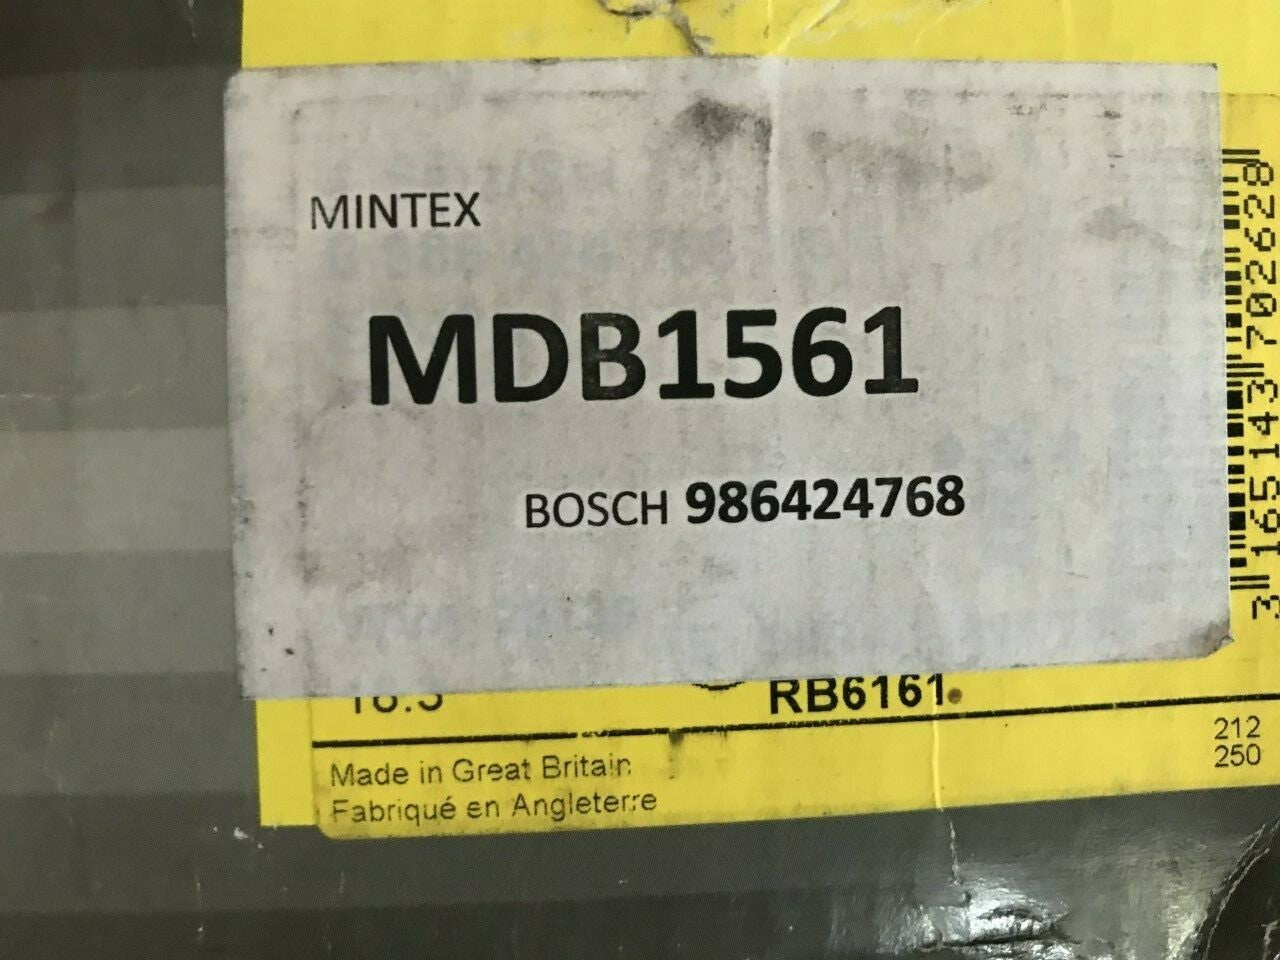 MINTEX
MDB1561
BOSCH 986424768
RB6161
Made in Great Britain
Fabriqué en Angleterre
212
250
3 165143 702628